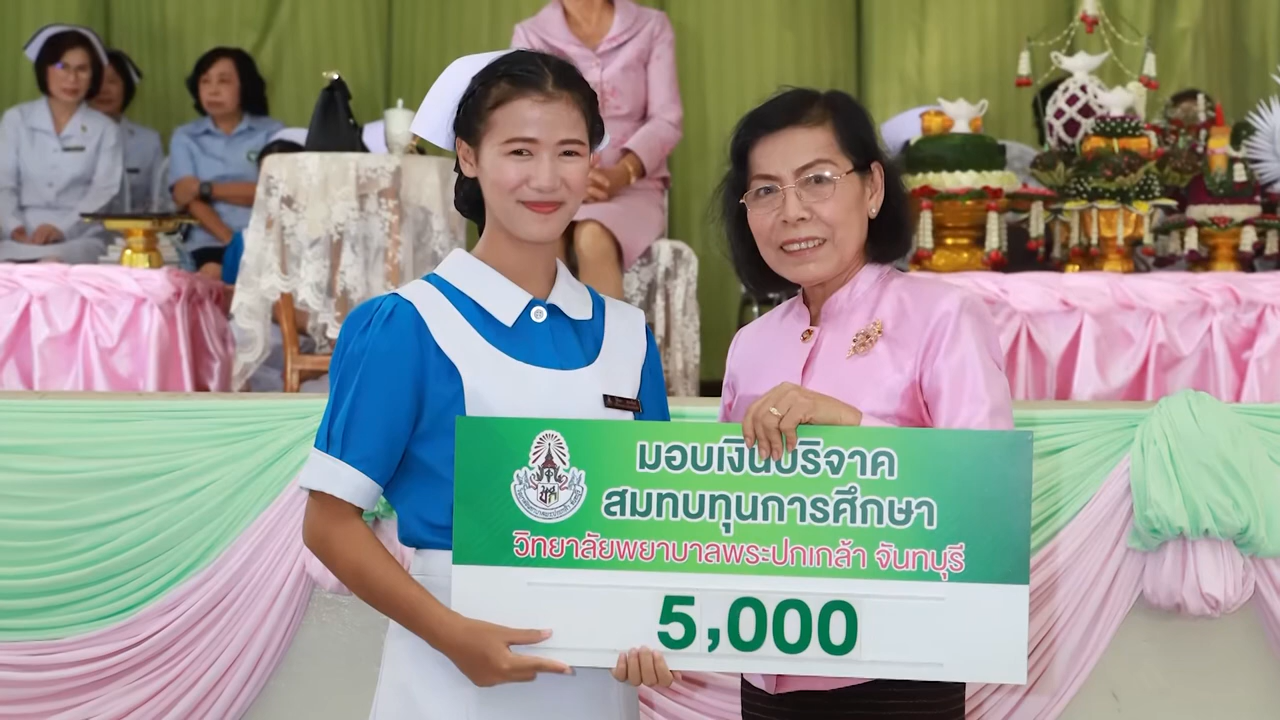 มอบเงินบริจาค
สมทบทุนการศึกษา
วิทยาลัยพยาบาลพระปกเกล้า จันทบุรี
5,000